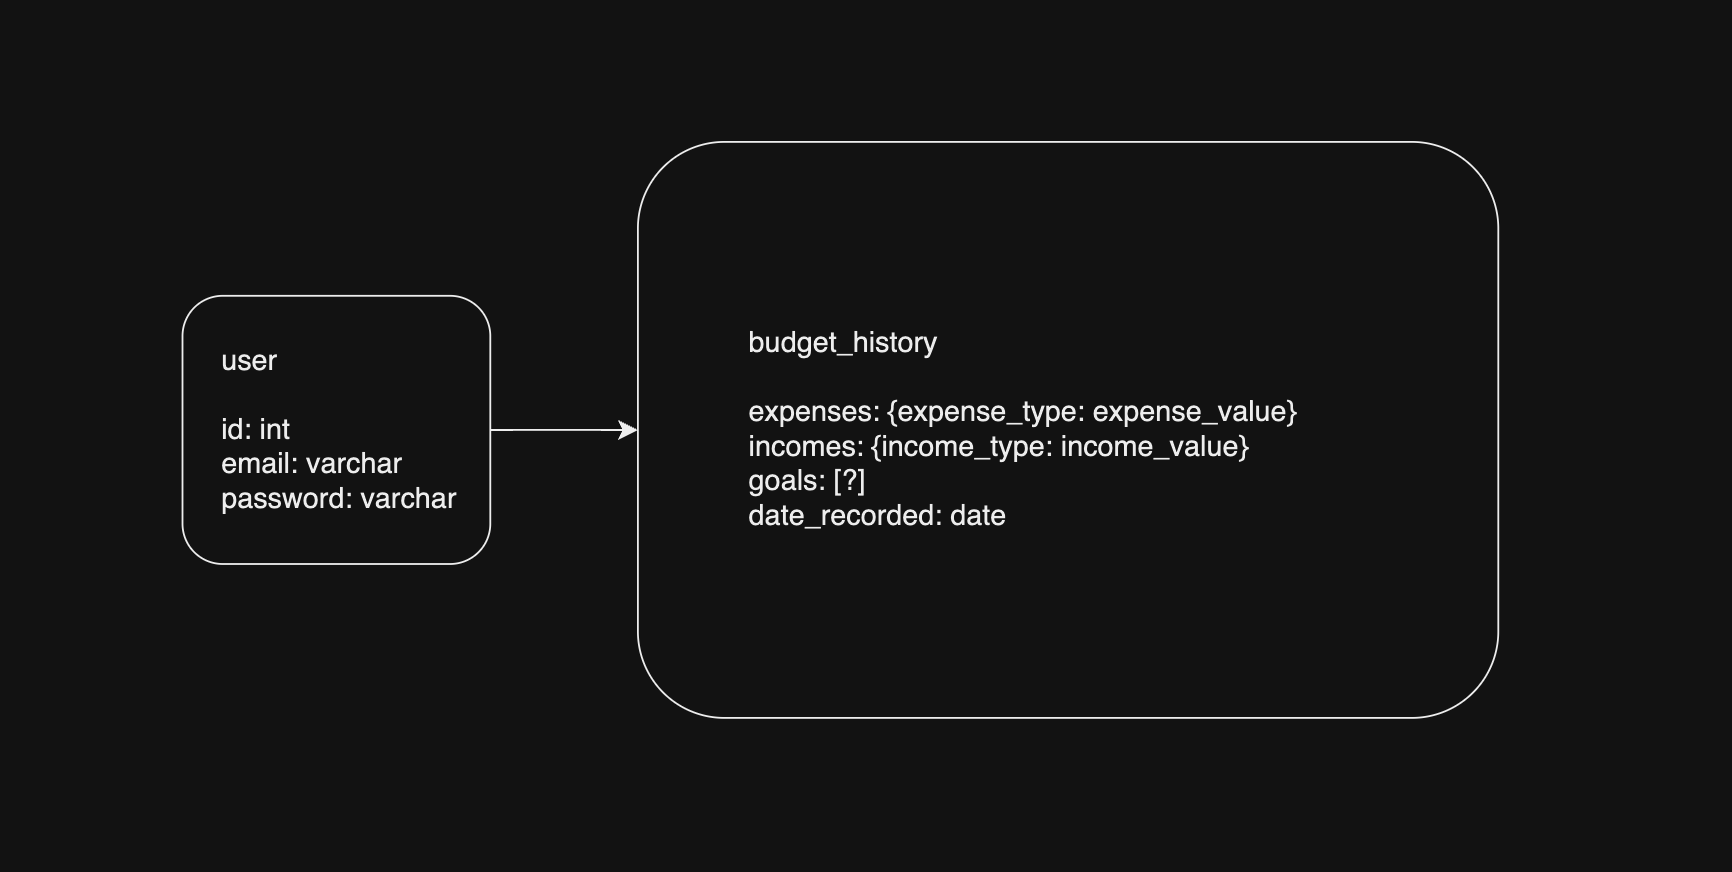 user
id: int
email: varchar
password: varchar
budget_history
expenses: {expense_type: expense_value}
incomes: {income_type: income_value}
goals: [?]
date_recorded: date